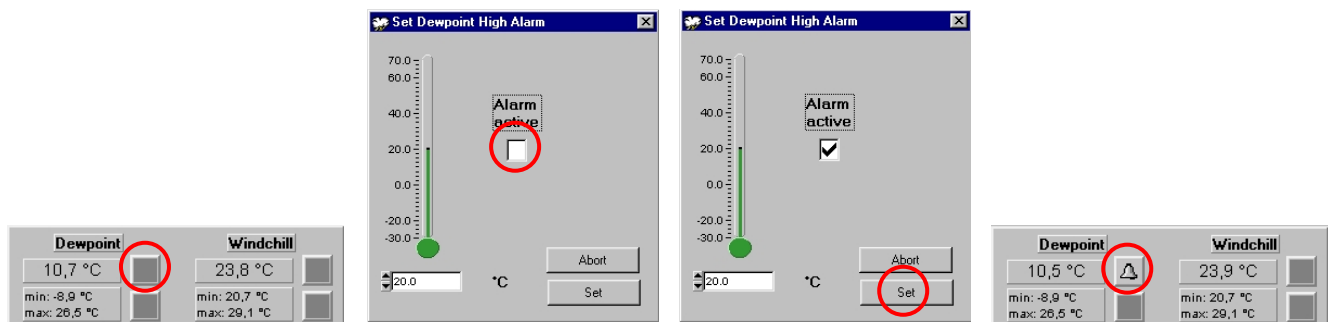 Dewpoint Windchill
10,7 °C 23,8 °C
min: -8,9 °C min: 20,7 °C
max: 26,5 °C max: 29,1 °C
Set Dewpoint High Alarm
70.0
60.0
40.0
20.0
0.0
-20.0
-30.0
Alarm
active
20.0 °C
Abort
Set
Set Dewpoint High Alarm
70.0
60.0
40.0
20.0
0.0
-20.0
-30.0
Alarm
active
20.0 °C
Abort
Set
Dewpoint Windchill
10,5 °C 23,9 °C
min: -8,9 °C min: 20,7 °C
max: 26,5 °C max: 29,1 °C